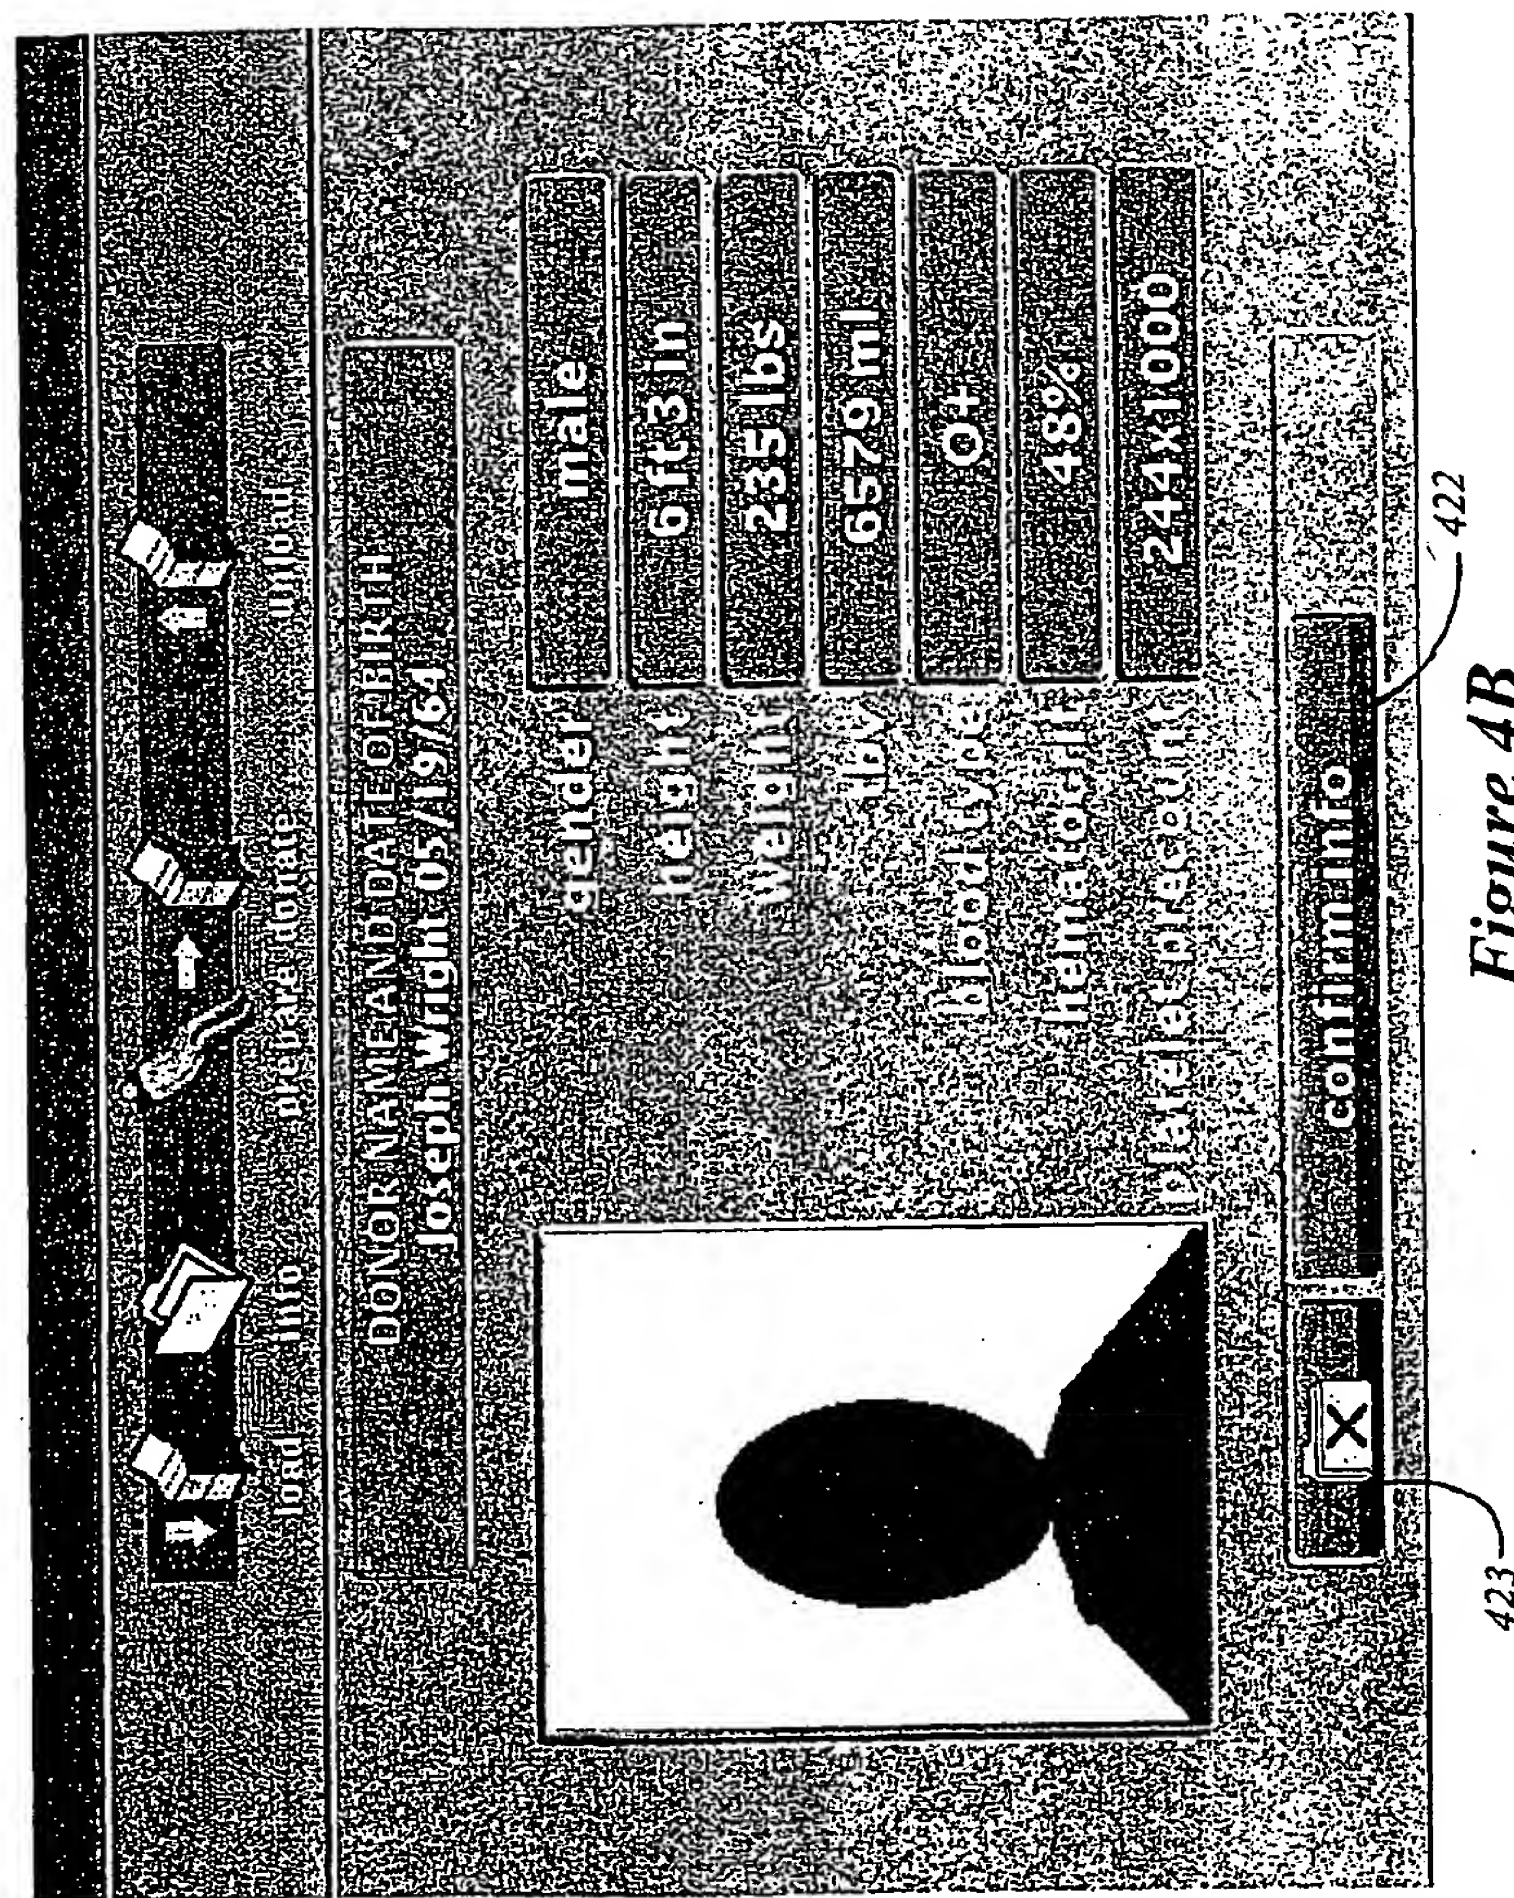 load info prepare donate unload
DONOR NAME AND DATE OF BIRTH
Joseph Wright 05/19/64
gender male
height 6 ft 3 in
weight 235 lbs
tbv 6579 ml
blood type O+
hematocrit 48%
platelet precount 244x1000
X confirm info
423
422
Figure 4B